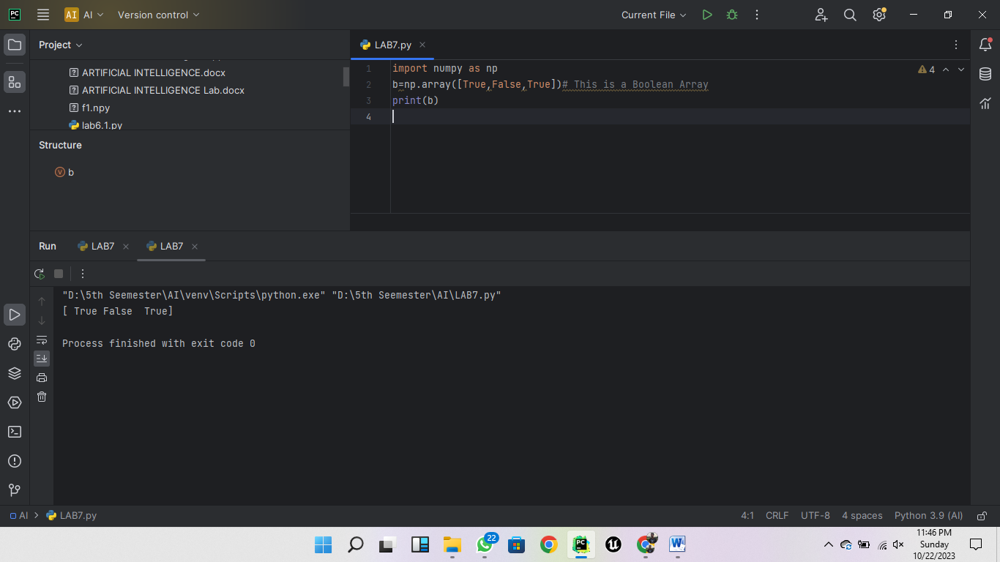 PC AI AI Version control Current File
Project
ARTIFICIAL INTELLIGENCE.docx
ARTIFICIAL INTELLIGENCE Lab.docx
f1.npy
lab6.1.py
Structure
b
LAB7.py
1 import numpy as np
2 b=np.array([True,False,True])# This is a Boolean Array
3 print(b)
4
4
Run LAB7 LAB7
"D:\5th Seemester\AI\venv\Scripts\python.exe" "D:\5th Seemester\AI\LAB7.py"
[ True False  True]
Process finished with exit code 0
AI LAB7.py 4:1 CRLF UTF-8 4 spaces Python 3.9 (AI)
22
PC
W
11:46 PM
Sunday
10/22/2023